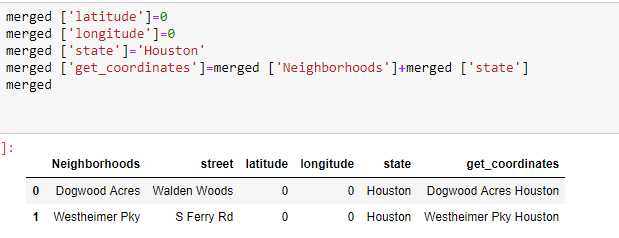 merged ['latitude']=0
merged ['longitude']=0
merged ['state']='Houston'
merged ['get_coordinates']=merged ['Neighborhoods']+merged ['state']
merged
]:
Neighborhoods street latitude longitude state get_coordinates
0 Dogwood Acres Walden Woods 0 0 Houston Dogwood Acres Houston
1 Westheimer Pky S Ferry Rd 0 0 Houston Westheimer Pky Houston